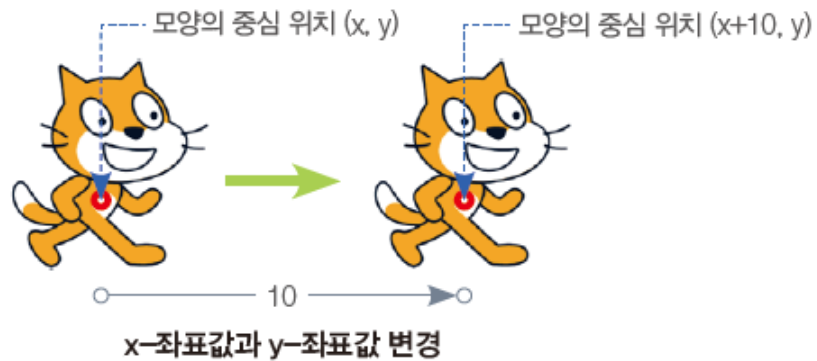 모양의 중심 위치 (x, y)
모양의 중심 위치 (x+10, y)
10
x–좌표값과 y–좌표값 변경